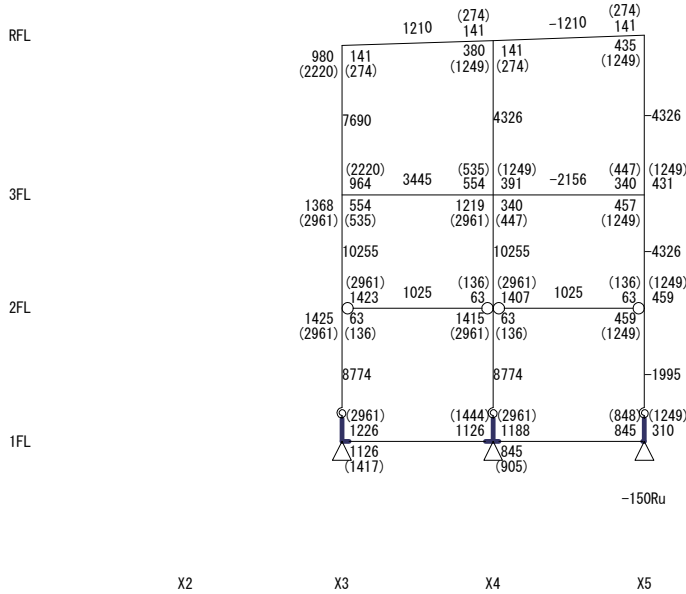 (274) (274)
RFL 1210 141 -1210 141
980 141 380 141 435
(2220) (274) (1249) (274) (1249)
7690 4326 -4326
(2220) (535) (1249) (447) (1249)
3FL 964 3445 554 391 -2156 340 431
1368 554 1219 340 457
(2961) (535) (2961) (447) (1249)
10255 10255 -4326
(2961) (136) (2961) (136) (1249)
2FL 1423 1025 63 1407 1025 63 459
1425 63 1415 63 459
(2961) (136) (2961) (136) (1249)
8774 8774 -1995
(2961) (1444) (2961) (848) (1249)
1FL 1226 1126 1188 845 310
1126 845
(1417) (905)
-150Ru
X2 X3 X4 X5